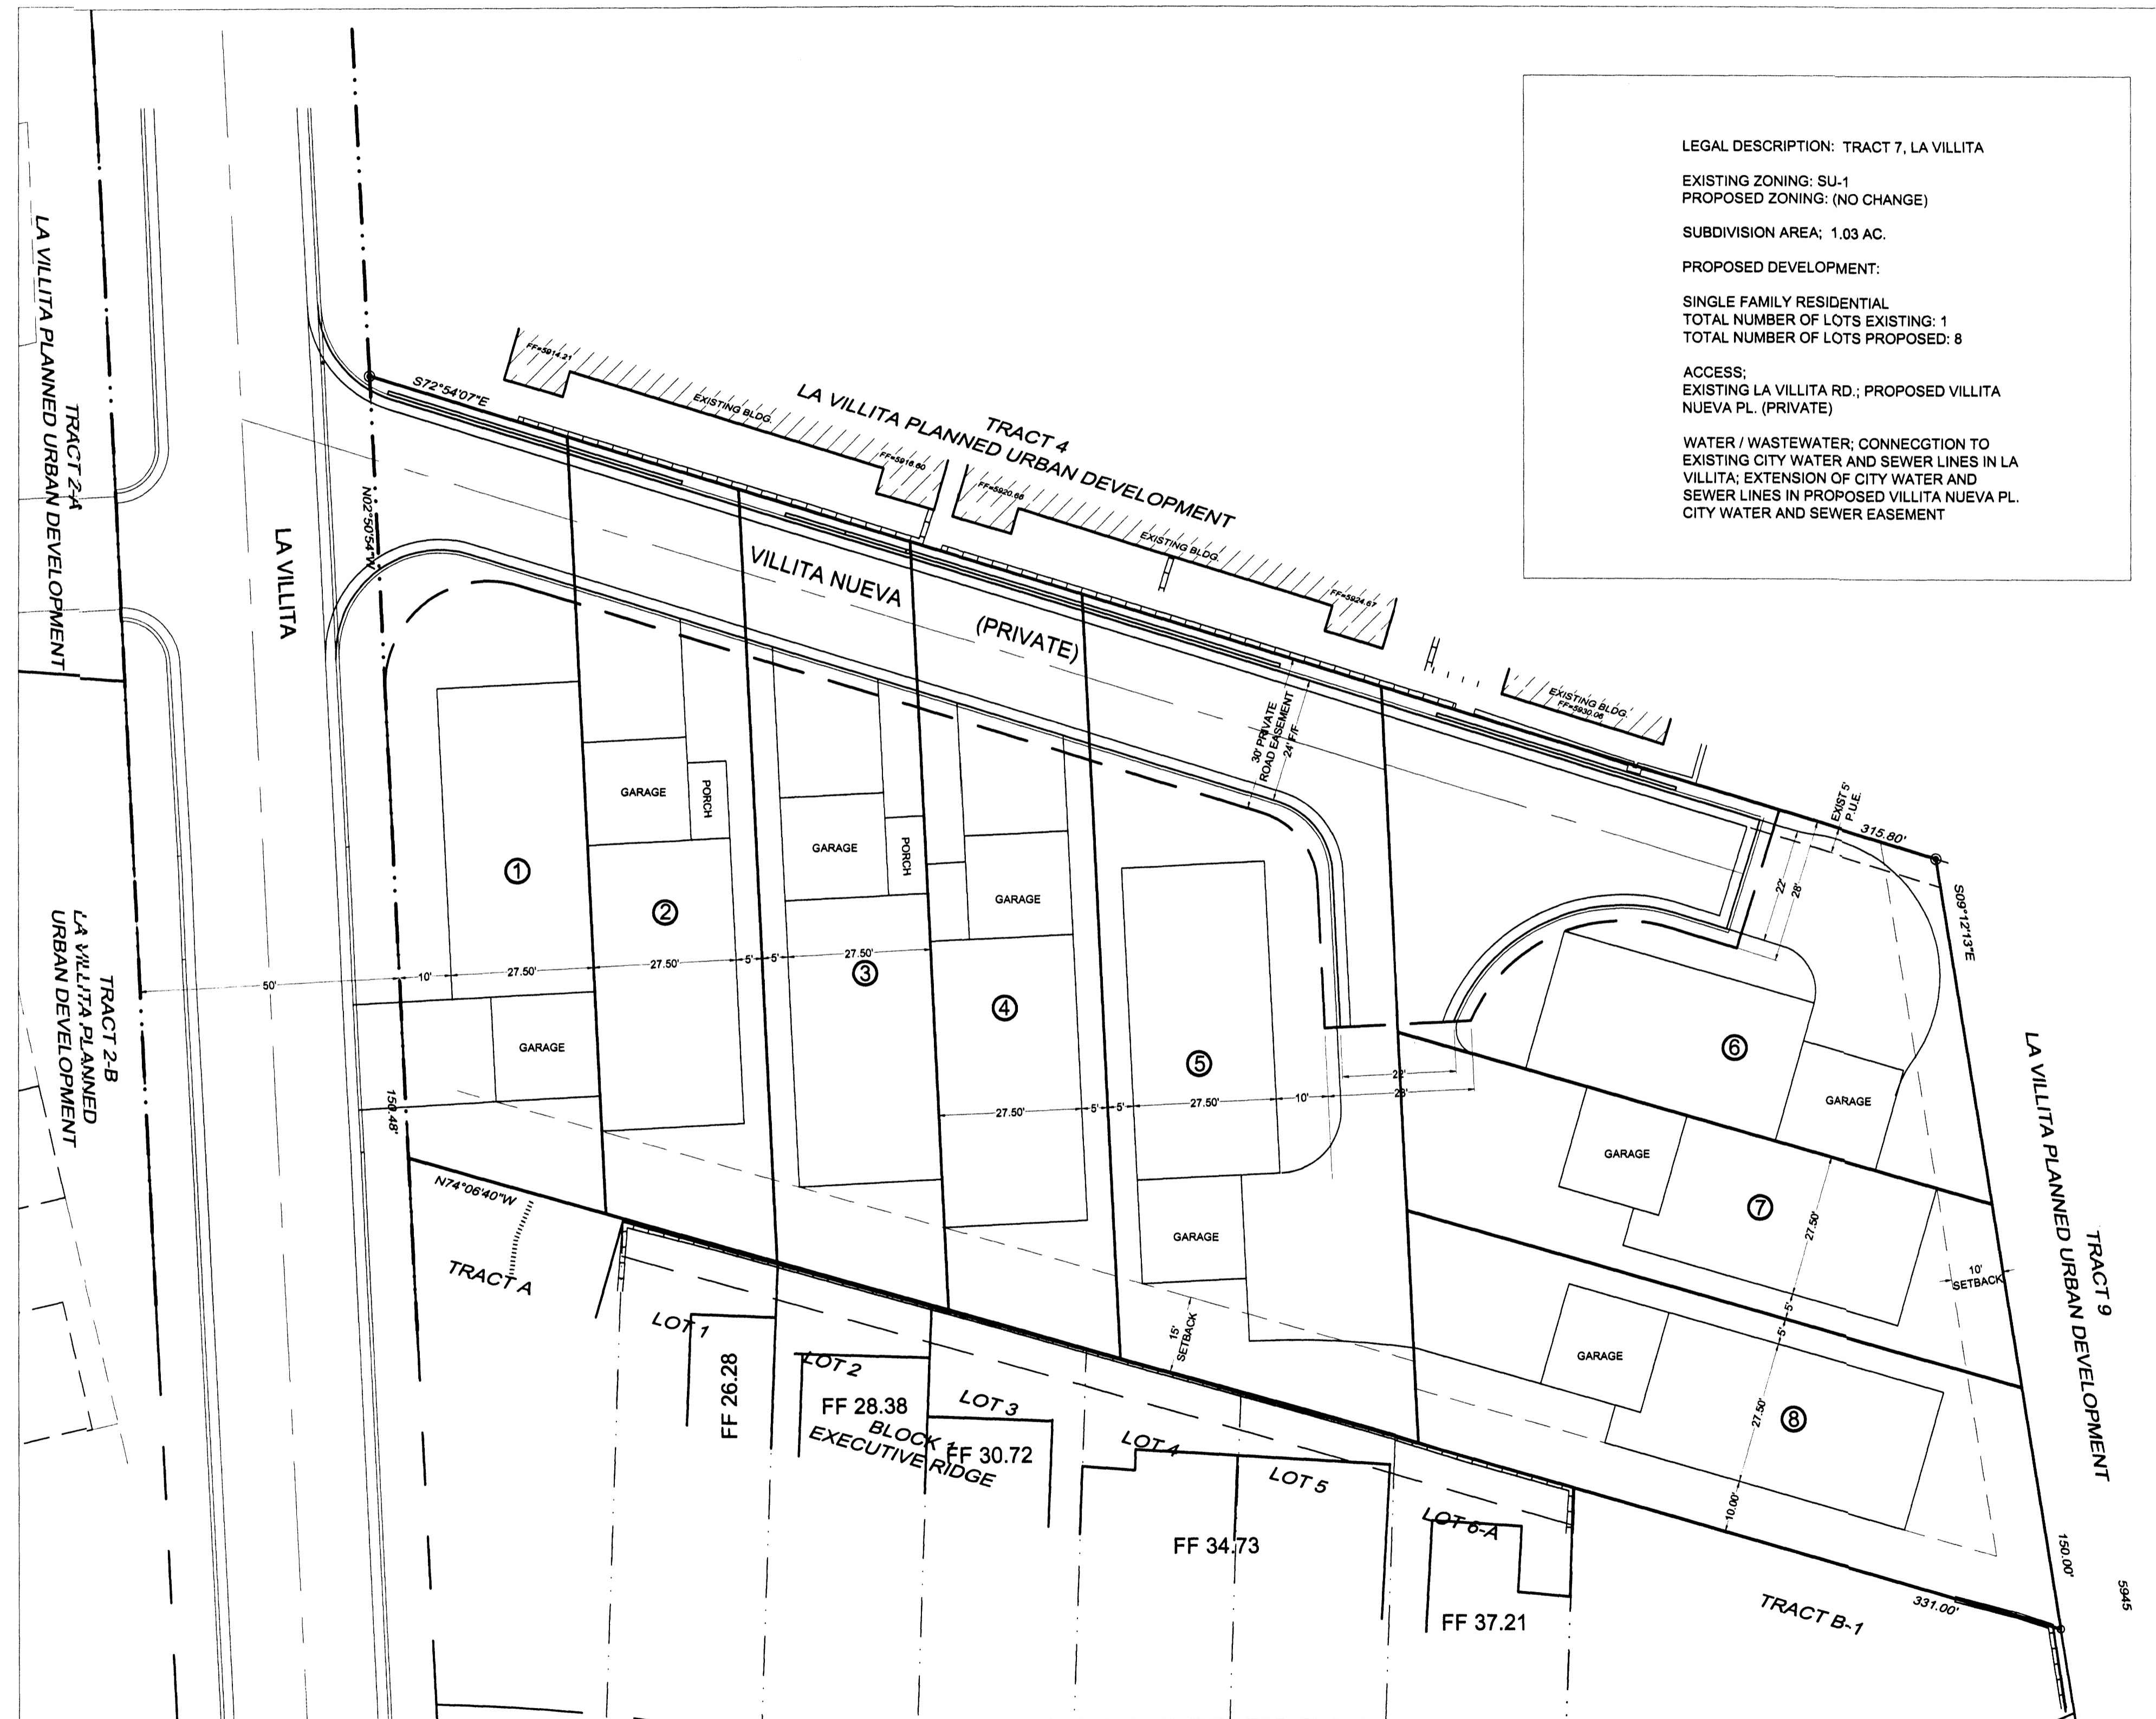 LEGAL DESCRIPTION: TRACT 7, LA VILLITA
EXISTING ZONING: SU-1
PROPOSED ZONING: (NO CHANGE)
SUBDIVISION AREA; 1.03 AC.
PROPOSED DEVELOPMENT:
SINGLE FAMILY RESIDENTIAL
TOTAL NUMBER OF LOTS EXISTING: 1
TOTAL NUMBER OF LOTS PROPOSED: 8
ACCESS;
EXISTING LA VILLITA RD.; PROPOSED VILLITA
NUEVA PL. (PRIVATE)
WATER / WASTEWATER; CONNECGTION TO
EXISTING CITY WATER AND SEWER LINES IN LA
VILLITA; EXTENSION OF CITY WATER AND
SEWER LINES IN PROPOSED VILLITA NUEVA PL.
CITY WATER AND SEWER EASEMENT
TRACT 2-A
LA VILLITA PLANNED URBAN DEVELOPMENT
TRACT 2-B
LA VILLITA PLANNED
URBAN DEVELOPMENT
LA VILLITA
N02°50'54"W
150.48'
S72°54'07"E
FF=5914.21
EXISTING BLDG.
FF=5916.60
TRACT 4
LA VILLITA PLANNED URBAN DEVELOPMENT
FF=5920.66
EXISTING BLDG.
FF=5924.67
EXISTING BLDG.
FF=5930.06
VILLITA NUEVA
(PRIVATE)
30' PRIVATE
ROAD EASEMENT
24' F/F
EXIST 5'
P.U.E.
315.80'
22'
28'
S09°12'13"E
GARAGE
PORCH
GARAGE
PORCH
GARAGE
1
2
3
4
5
6
7
8
50'
10'
27.50'
27.50'
5'
5'
27.50'
GARAGE
27.50'
5'
5'
27.50'
10'
22'
28'
GARAGE
GARAGE
GARAGE
27.50'
5'
5'
GARAGE
27.50'
10.00'
10'
SETBACK
15'
SETBACK
N74°06'40"W
TRACT A
LOT 1
FF 26.28
LOT 2
FF 28.38
BLOCK 1
EXECUTIVE RIDGE
LOT 3
FF 30.72
LOT 4
LOT 5
FF 34.73
LOT 6-A
FF 37.21
TRACT B-1
331.00'
150.00'
5945
TRACT 9
LA VILLITA PLANNED URBAN DEVELOPMENT